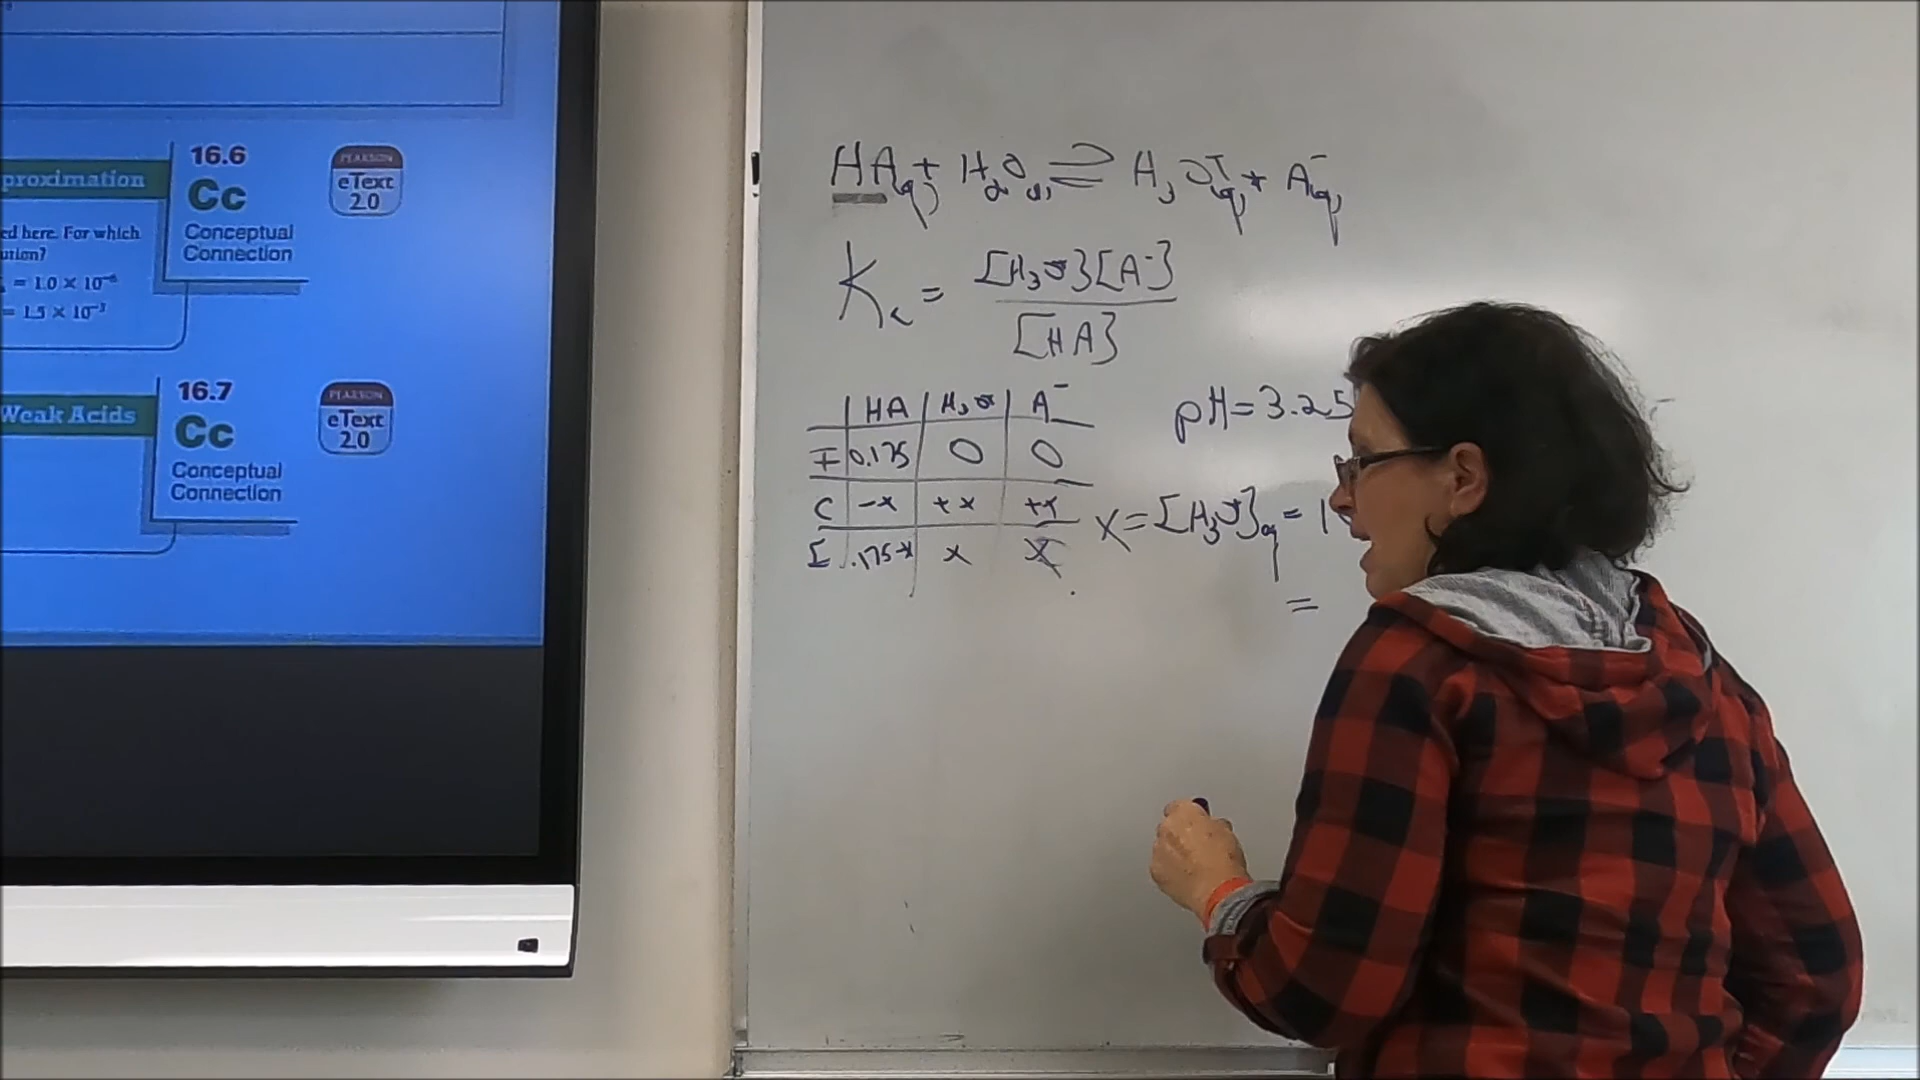 16.6
PEARSON
eText
2.0
proximation
Cc
ed here. For which
ution?
Conceptual
Connection
= 1.0 × 10
= 1.5 × 10⁻³
16.7
PEARSON
eText
2.0
Weak Acids
Cc
Conceptual
Connection
HA(aq) + H₂O(l) ⇌ H₃O⁺(aq) + A⁻(aq)
Kc = [H₃O⁺][A⁻]
[HA]
HA H₃O⁺ A⁻
I 0.175 0 0
C -x +x +x
E .175-x x x
pH = 3.25
x = [H₃O⁺]eq = 1
=